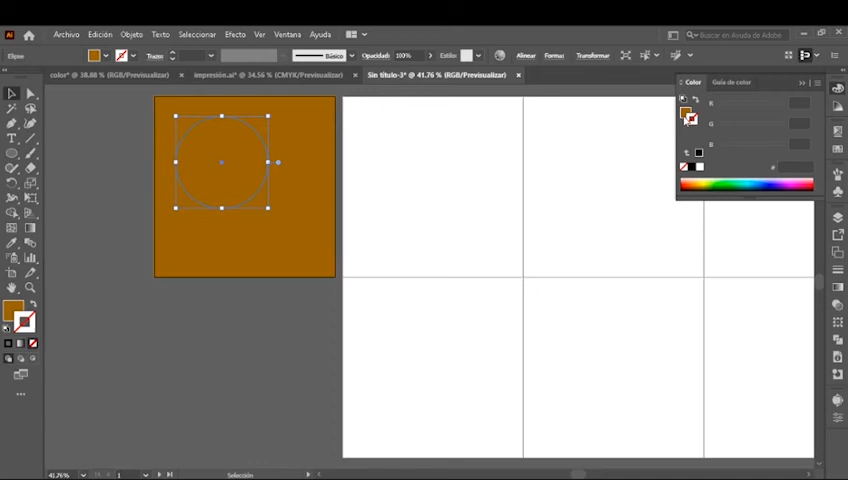 Ai Archivo Edición Objeto Texto Seleccionar Efecto Ver Ventana Ayuda Buscar en Ayuda de Adobe
Elipse Trazo: Básico Opacidad: 100% Estilo: Alinear Forma: Transformar
color* @ 38.88 % (RGB/Previsualizar) × impresión.ai* @ 34.56 % (CMYK/Previsualizar) × Sin título-3* @ 41.76 % (RGB/Previsualizar) ×
Color Guía de color
R
G
B
#
41.76% 1 Selección